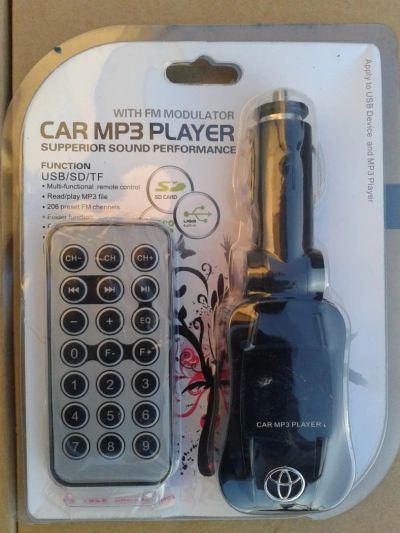 WITH FM MODULATOR
CAR MP3 PLAYER
SUPPERIOR SOUND PERFORMANCE
FUNCTION
USB/SD/TF
• Multi-functional remote control
• Read/play MP3 file
• 206 preset FM channels
• Folder function
SD
SD CARD
USB
Apply to USB Device and MP3 Player
CH- CH CH+
- + EQ
0 F- F+
1 2 3
4 5 6
7 8 9
CAR MP3 PLAYER